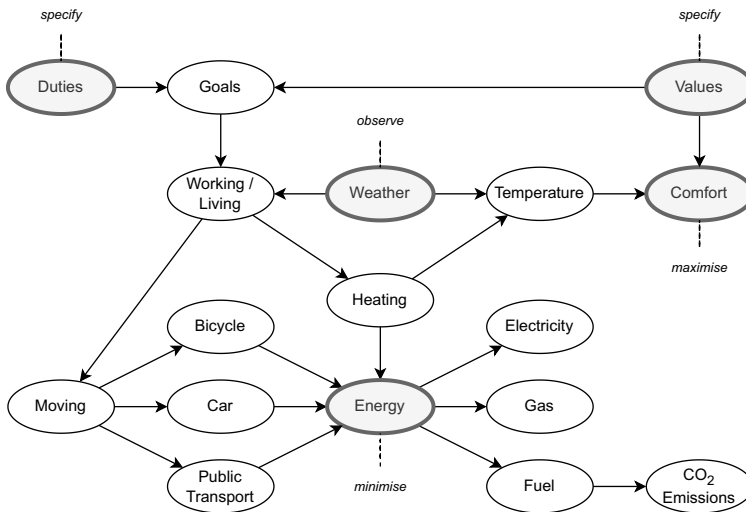 specify
specify
Duties
Goals
Values
observe
Working /
Living
Weather
Temperature
Comfort
maximise
Heating
Bicycle
Electricity
Moving
Car
Energy
Gas
Public
Transport
minimise
Fuel
CO2
Emissions